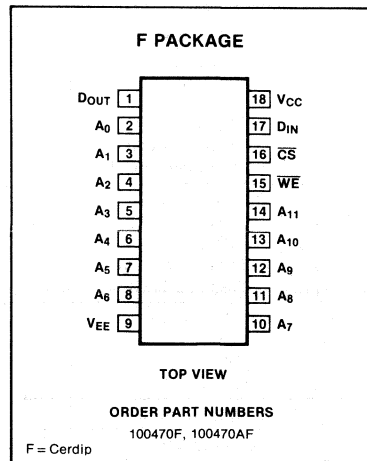 F PACKAGE
DOUT 1 18 VCC
A0 2 17 DIN
A1 3 16 C̅S̅
A2 4 15 W̅E̅
A3 5 14 A11
A4 6 13 A10
A5 7 12 A9
A6 8 11 A8
VEE 9 10 A7
TOP VIEW
ORDER PART NUMBERS
100470F, 100470AF
F = Cerdip